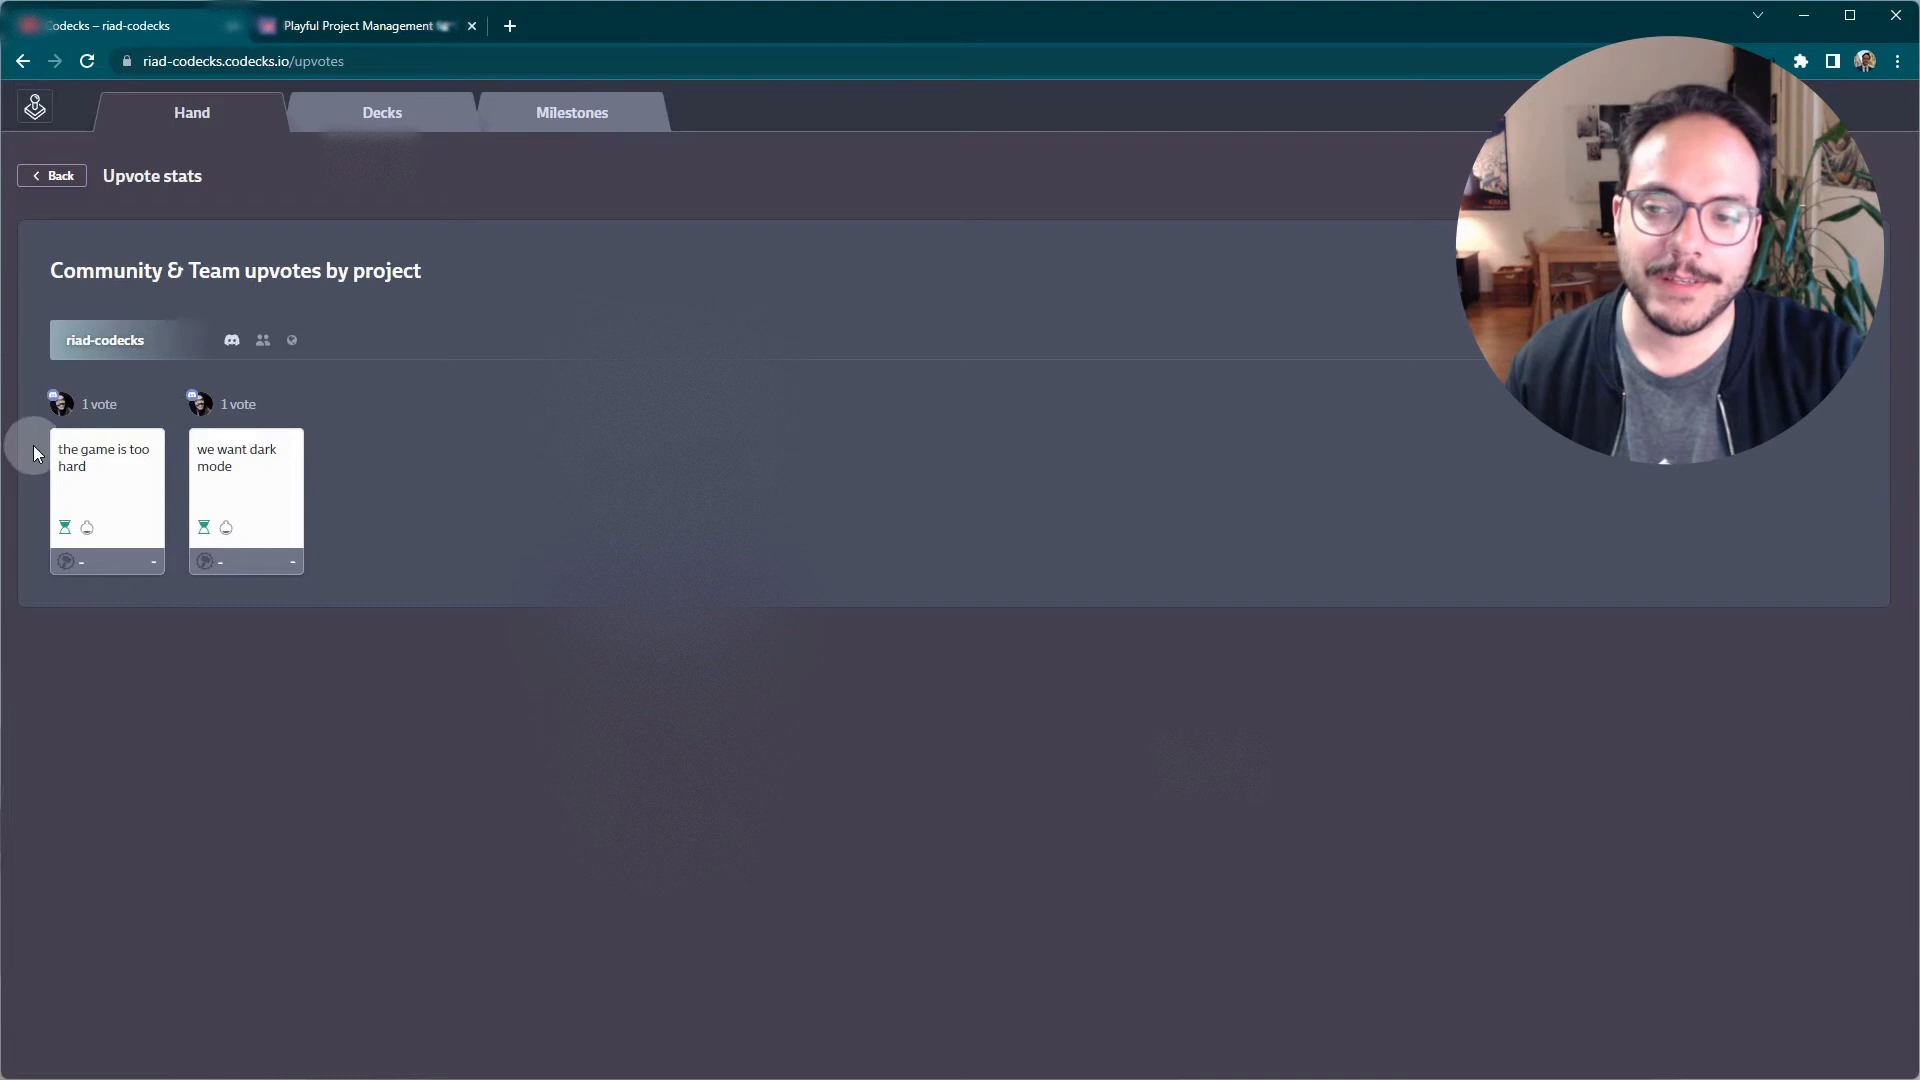 Codecks – riad-codecks
Playful Project Management
riad-codecks.codecks.io/upvotes
Hand
Decks
Milestones
Back
Upvote stats
Community & Team upvotes by project
riad-codecks
1 vote
1 vote
the game is too
hard
we want dark
mode
- -
- -